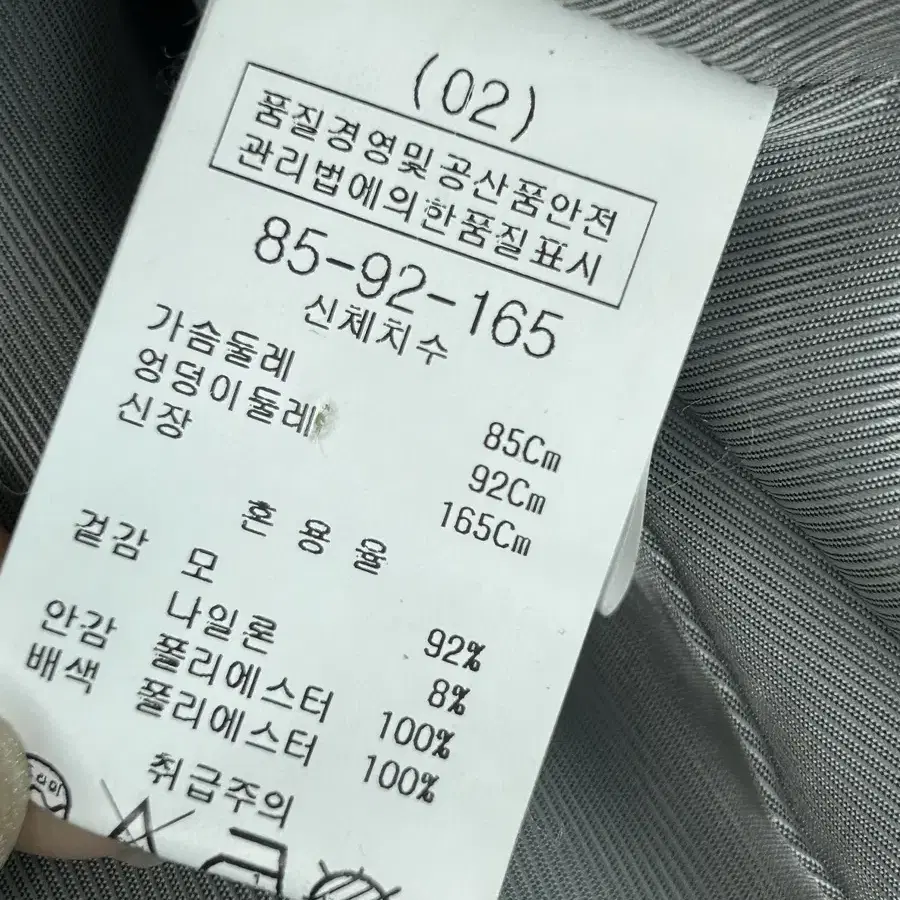 (02)
품질경영및공산품안전
관리법에의한품질표시
85-92-165
신체치수
가슴둘레 85Cm
엉덩이둘레 92Cm
신장 165Cm
혼 용 율
겉감 모 92%
나일론 8%
안감 폴리에스터 100%
배색 폴리에스터 100%
취급주의